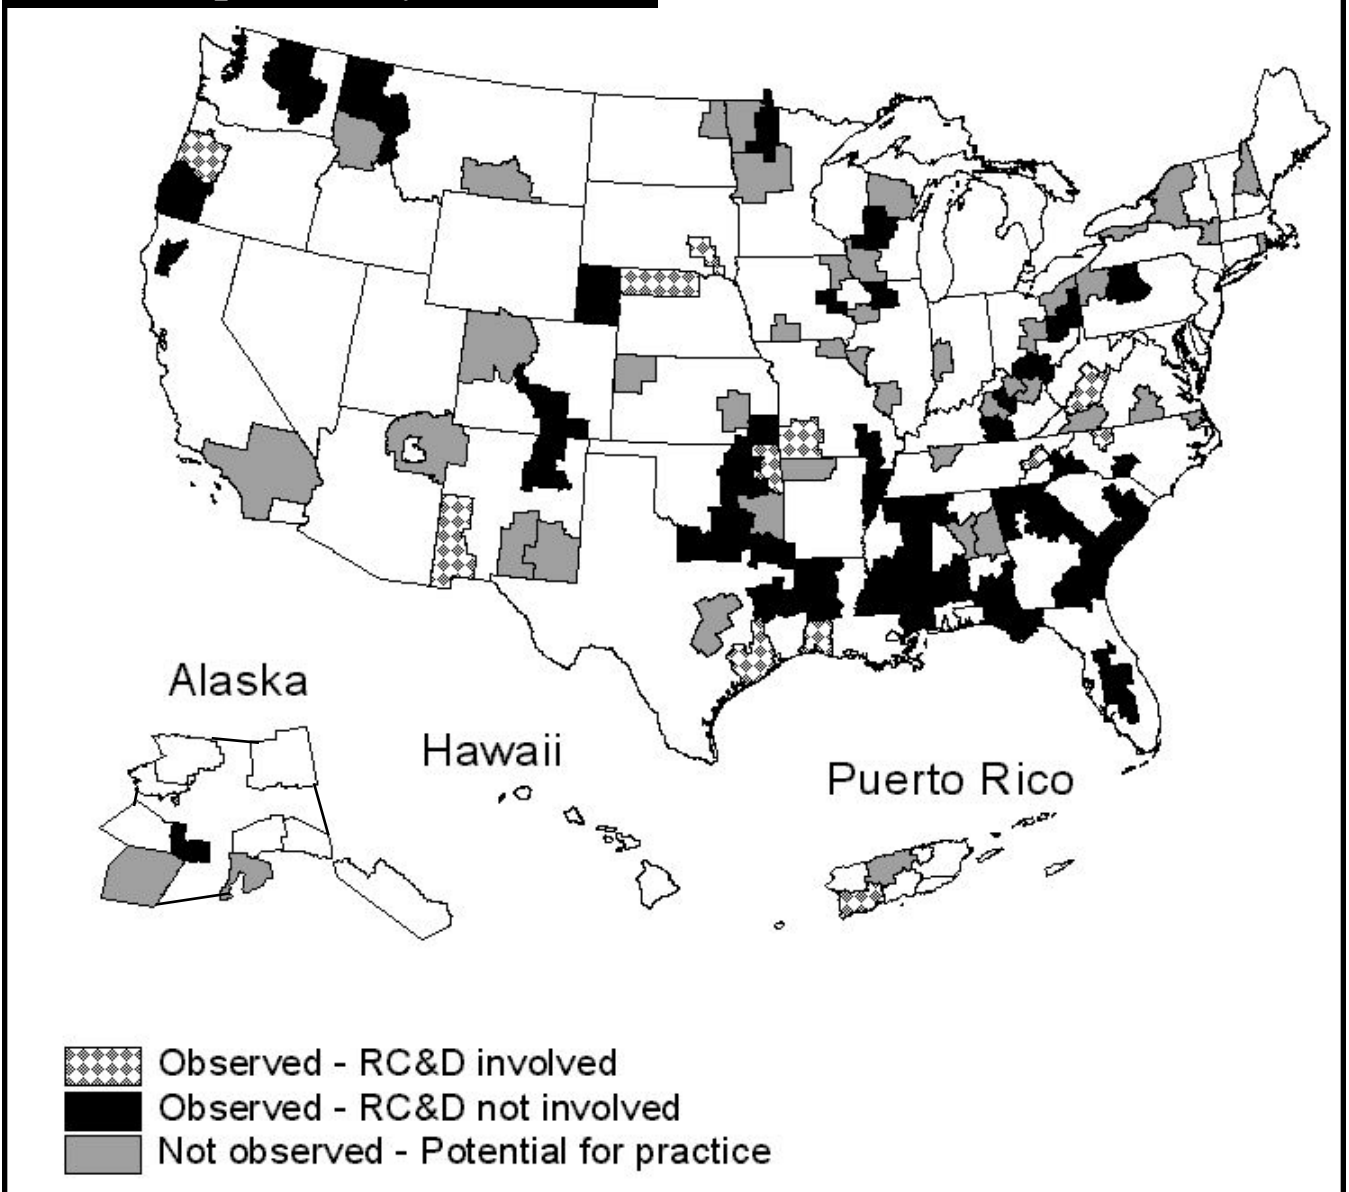 Alaska
Hawaii
Puerto Rico
Observed - RC&D involved
Observed - RC&D not involved
Not observed - Potential for practice